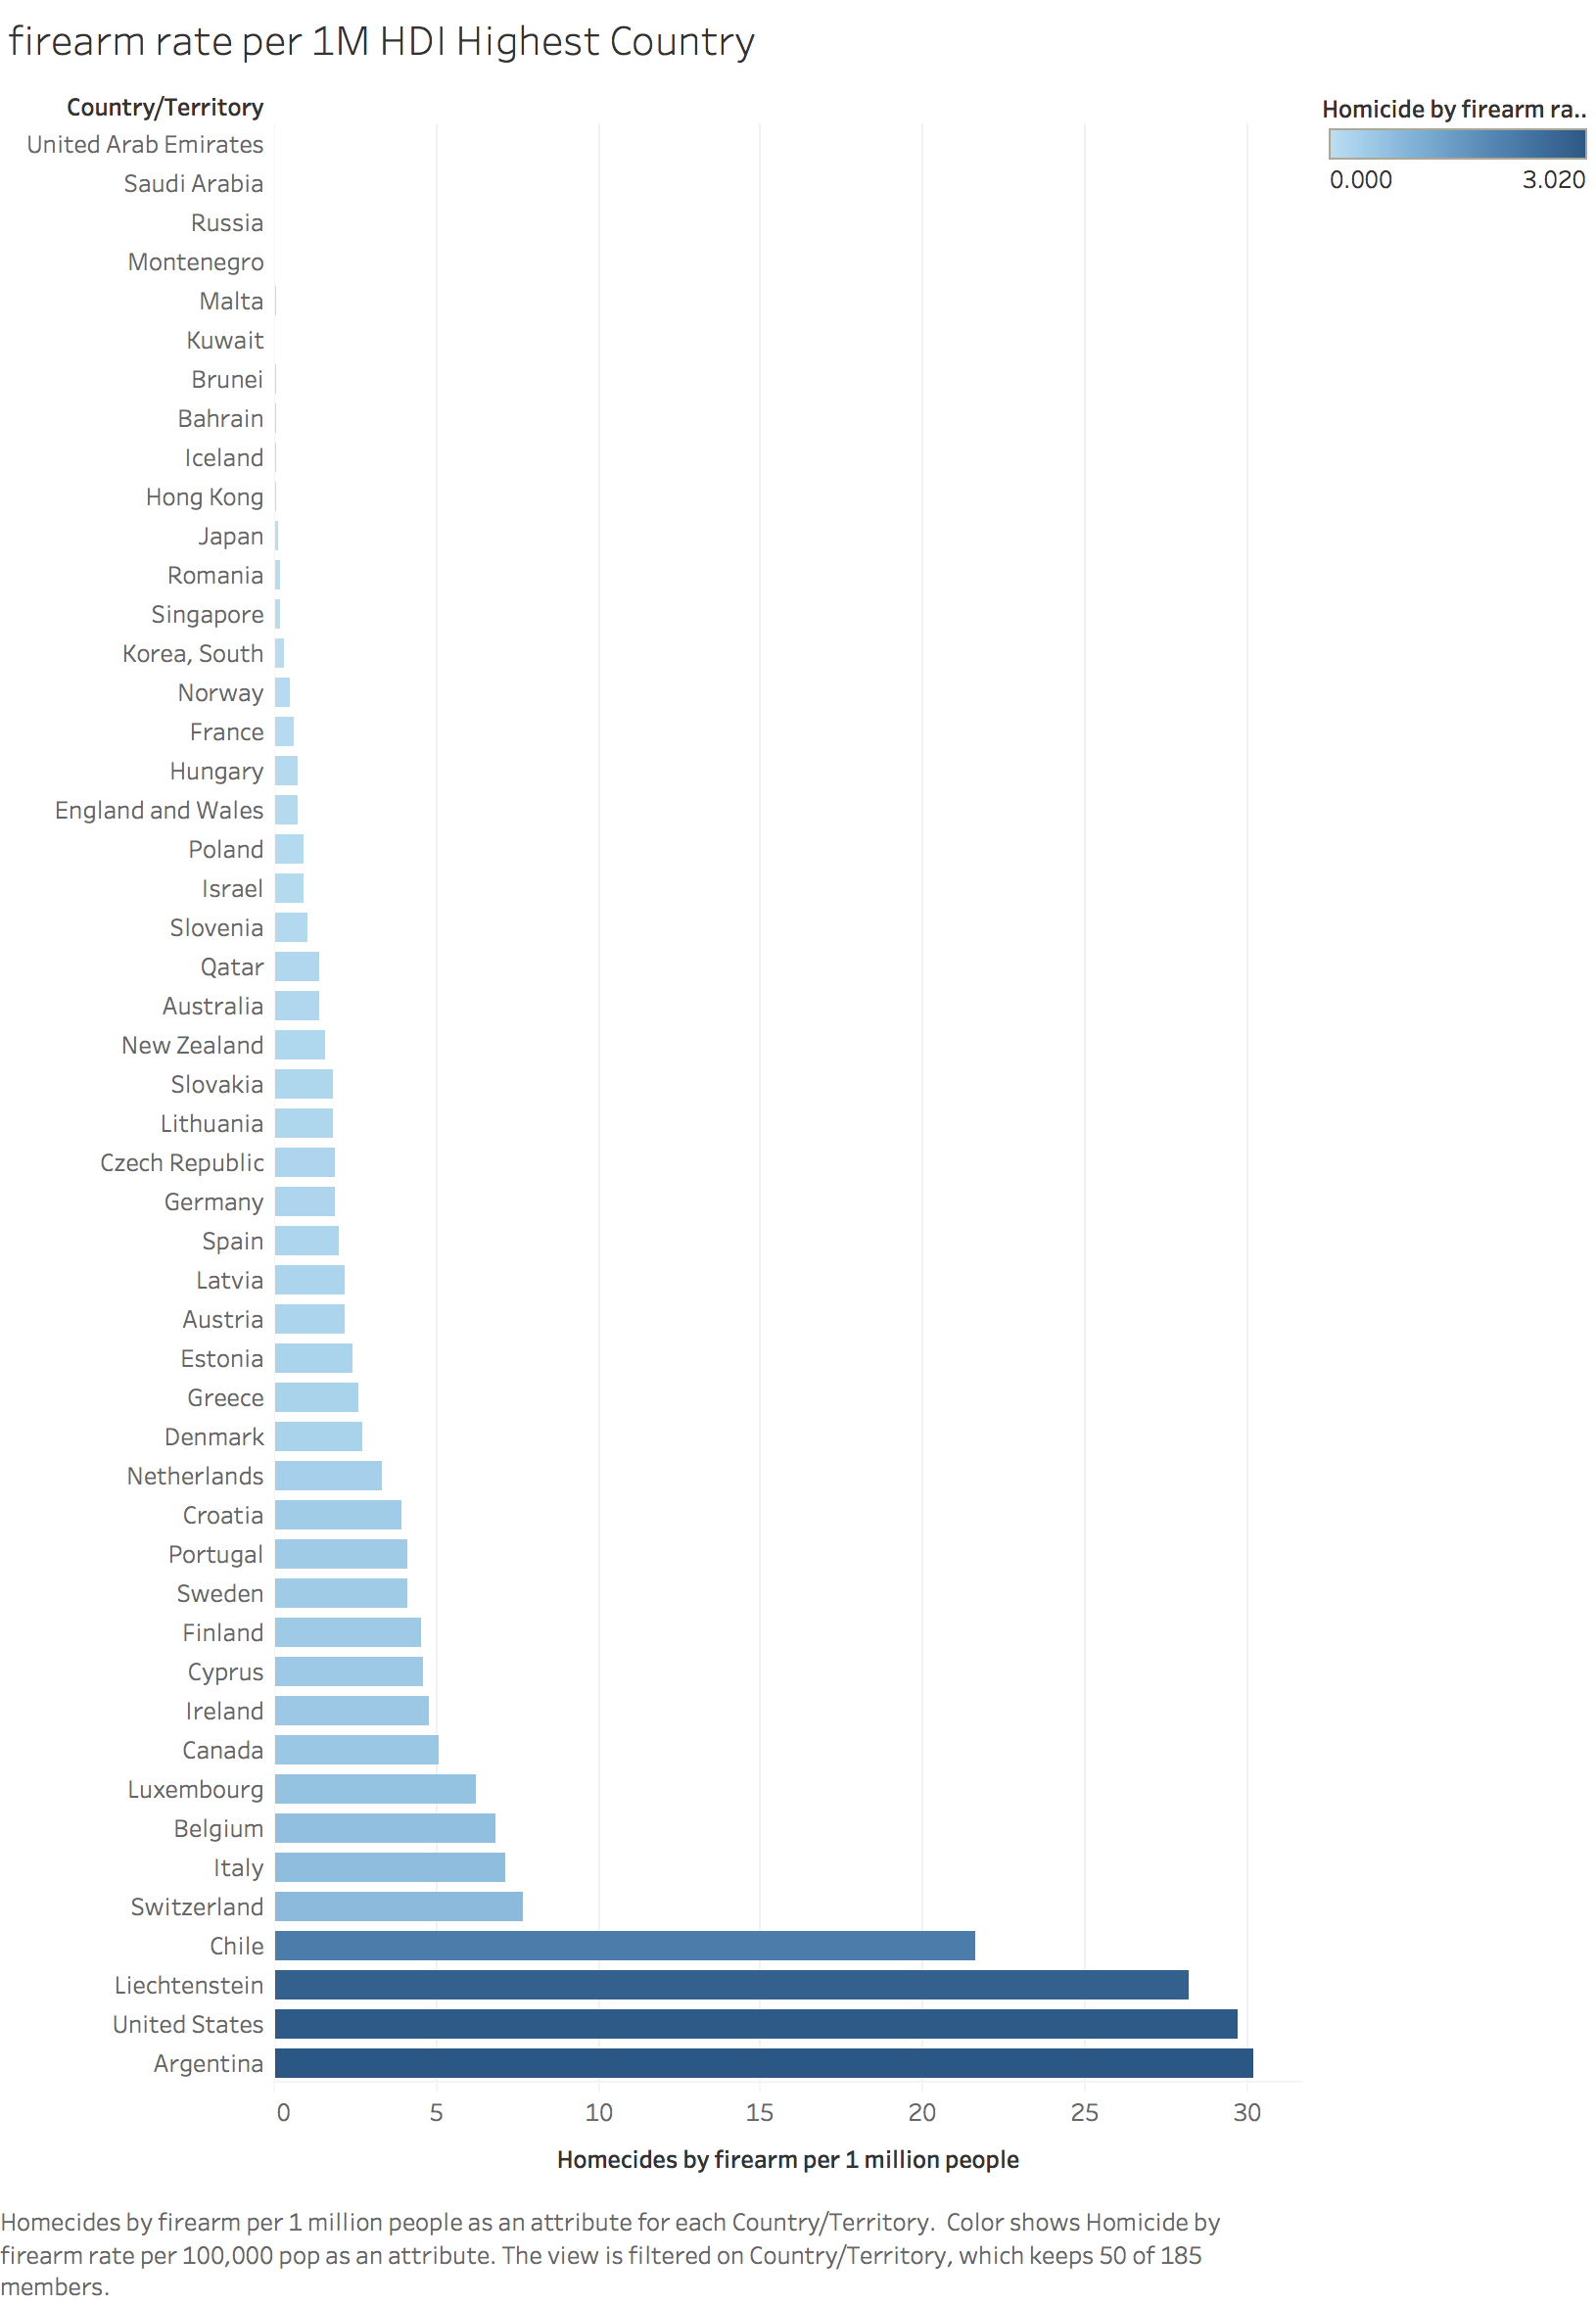 firearm rate per 1M HDI Highest Country
Country/Territory
United Arab Emirates
Saudi Arabia
Russia
Montenegro
Malta
Kuwait
Brunei
Bahrain
Iceland
Hong Kong
Japan
Romania
Singapore
Korea, South
Norway
France
Hungary
England and Wales
Poland
Israel
Slovenia
Qatar
Australia
New Zealand
Slovakia
Lithuania
Czech Republic
Germany
Spain
Latvia
Austria
Estonia
Greece
Denmark
Netherlands
Croatia
Portugal
Sweden
Finland
Cyprus
Ireland
Canada
Luxembourg
Belgium
Italy
Switzerland
Chile
Liechtenstein
United States
Argentina
0 5 10 15 20 25 30
Homecides by firearm per 1 million people
Homicide by firearm ra..
0.000 3.020
Homecides by firearm per 1 million people as an attribute for each Country/Territory. Color shows Homicide by
firearm rate per 100,000 pop as an attribute. The view is filtered on Country/Territory, which keeps 50 of 185
members.